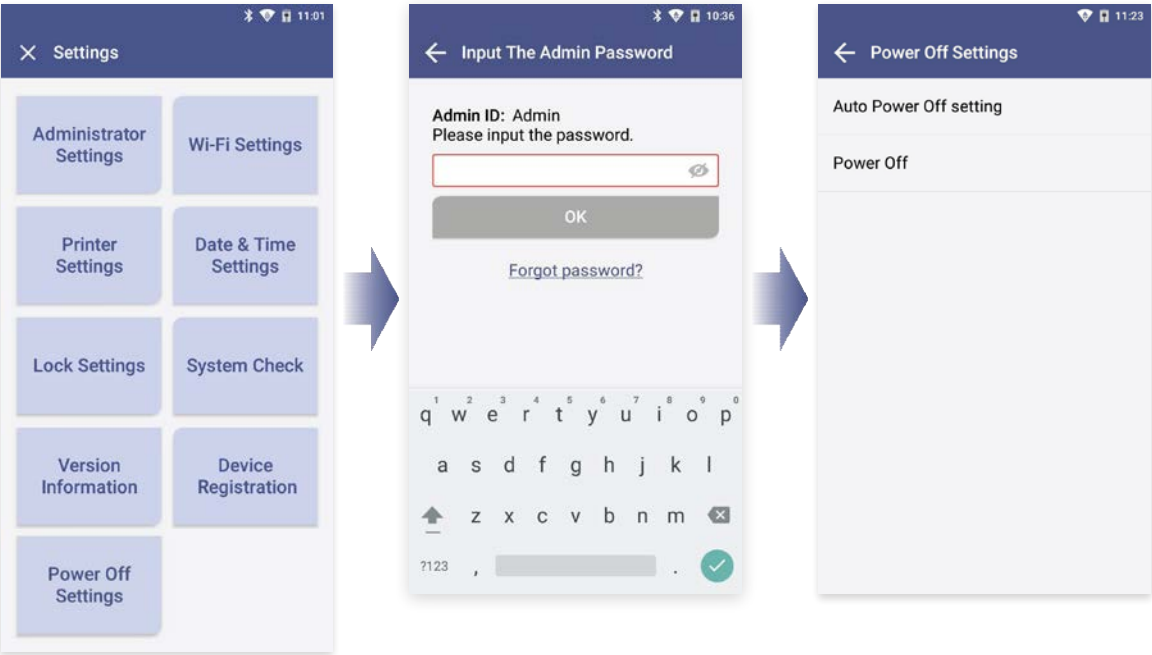 11:01
Settings
Administrator
Settings
Wi-Fi Settings
Printer
Settings
Date & Time
Settings
Lock Settings
System Check
Version
Information
Device
Registration
Power Off
Settings
10:36
Input The Admin Password
Admin ID: Admin
Please input the password.
OK
Forgot password?
1 2 3 4 5 6 7 8 9 0
q w e r t y u i o p
a s d f g h j k l
z x c v b n m
?123 , .
11:23
Power Off Settings
Auto Power Off setting
Power Off